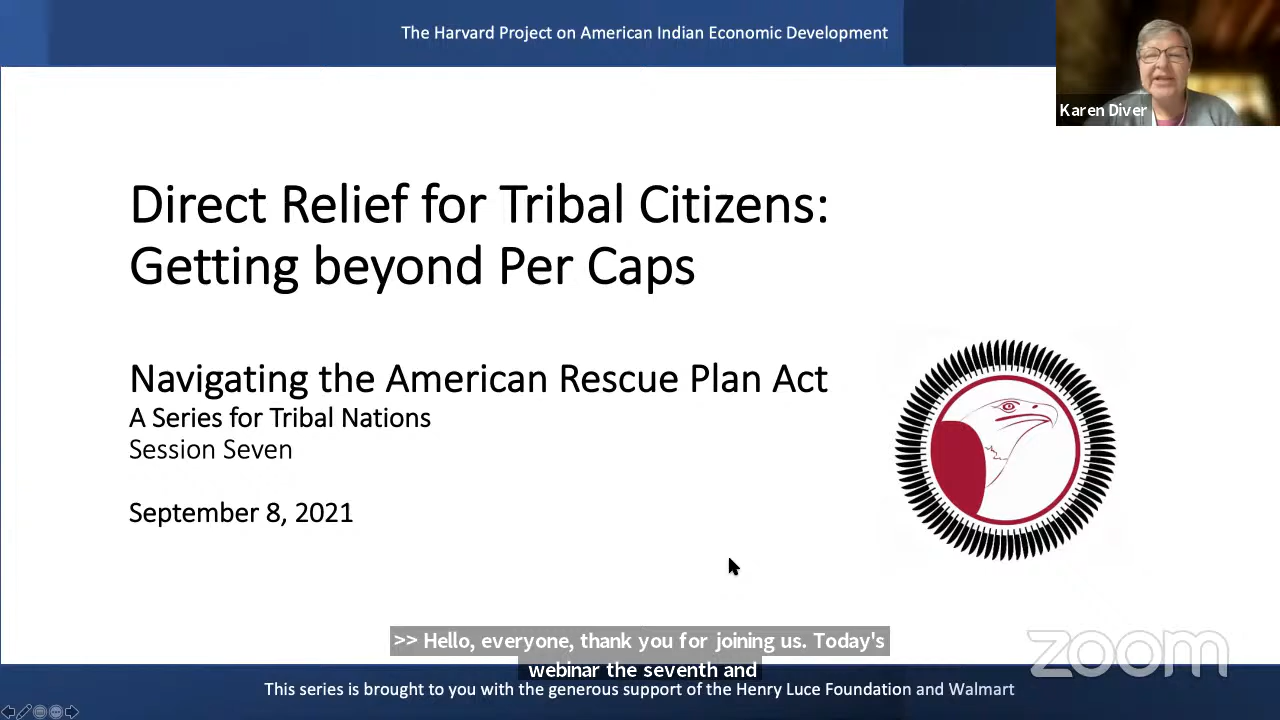 The Harvard Project on American Indian Economic Development
Karen Diver
Direct Relief for Tribal Citizens:
Getting beyond Per Caps
Navigating the American Rescue Plan Act
A Series for Tribal Nations
Session Seven
September 8, 2021
>> Hello, everyone, thank you for joining us. Today's
webinar the seventh and
zoom
This series is brought to you with the generous support of the Henry Luce Foundation and Walmart